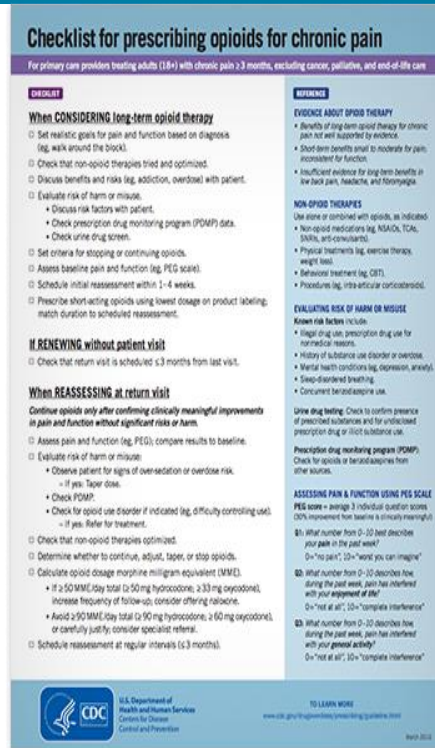 Checklist for prescribing opioids for chronic pain
For primary care providers treating adults (18+) with chronic pain ≥ 3 months, excluding cancer, palliative, and end-of-life care
CHECKLIST
When CONSIDERING long-term opioid therapy
Set realistic goals for pain and function based on diagnosis
(eg, walk around the block).
Check that non-opioid therapies tried and optimized.
Discuss benefits and risks (eg, addiction, overdose) with patient.
Evaluate risk of harm or misuse.
• Discuss risk factors with patient.
• Check prescription drug monitoring program (PDMP) data.
• Check urine drug screen.
Set criteria for stopping or continuing opioids.
Assess baseline pain and function (eg, PEG scale).
Schedule initial reassessment within 1–4 weeks.
Prescribe short-acting opioids using lowest dosage on product labeling;
match duration to scheduled reassessment.
If RENEWING without patient visit
Check that return visit is scheduled ≤ 3 months from last visit.
When REASSESSING at return visit
Continue opioids only after confirming clinically meaningful improvements
in pain and function without significant risks or harm.
Assess pain and function (eg, PEG); compare results to baseline.
Evaluate risk of harm or misuse:
• Observe patient for signs of over-sedation or overdose risk.
– If yes: Taper dose.
• Check PDMP.
• Check for opioid use disorder if indicated (eg, difficulty controlling use).
– If yes: Refer for treatment.
Check that non-opioid therapies optimized.
Determine whether to continue, adjust, taper, or stop opioids.
Calculate opioid dosage morphine milligram equivalent (MME).
• If ≥ 50 MME/day total (≥ 50 mg hydrocodone; ≥ 33 mg oxycodone),
increase frequency of follow-up; consider offering naloxone.
• Avoid ≥ 90 MME/day total (≥ 90 mg hydrocodone; ≥ 60 mg oxycodone),
or carefully justify; consider specialist referral.
Schedule reassessment at regular intervals (≤ 3 months).
REFERENCE
EVIDENCE ABOUT OPIOID THERAPY
• Benefits of long-term opioid therapy for chronic
pain not well supported by evidence.
• Short-term benefits small to moderate for pain;
inconsistent for function.
• Insufficient evidence for long-term benefits in
low back pain, headache, and fibromyalgia.
NON-OPIOID THERAPIES
Use alone or combined with opioids, as indicated:
• Non-opioid medications (eg, NSAIDs, TCAs,
SNRIs, anti-convulsants).
• Physical treatments (eg, exercise therapy,
weight loss).
• Behavioral treatment (eg, CBT).
• Procedures (eg, intra-articular corticosteroids).
EVALUATING RISK OF HARM OR MISUSE
Known risk factors include:
• Illegal drug use; prescription drug use for
nonmedical reasons.
• History of substance use disorder or overdose.
• Mental health conditions (eg, depression, anxiety).
• Sleep-disordered breathing.
• Concurrent benzodiazepine use.
Urine drug testing: Check to confirm presence
of prescribed substances and for undisclosed
prescription drug or illicit substance use.
Prescription drug monitoring program (PDMP):
Check for opioids or benzodiazepines from
other sources.
ASSESSING PAIN & FUNCTION USING PEG SCALE
PEG score = average 3 individual question scores
(30% improvement from baseline is clinically meaningful)
Q1: What number from 0–10 best describes
your pain in the past week?
0="no pain", 10="worst you can imagine"
Q2: What number from 0–10 describes how,
during the past week, pain has interfered
with your enjoyment of life?
0="not at all", 10="complete interference"
Q3: What number from 0–10 describes how,
during the past week, pain has interfered
with your general activity?
0="not at all", 10="complete interference"
CDC
U.S. Department of
Health and Human Services
Centers for Disease
Control and Prevention
TO LEARN MORE
www.cdc.gov/drugoverdose/prescribing/guideline.html
March 2016